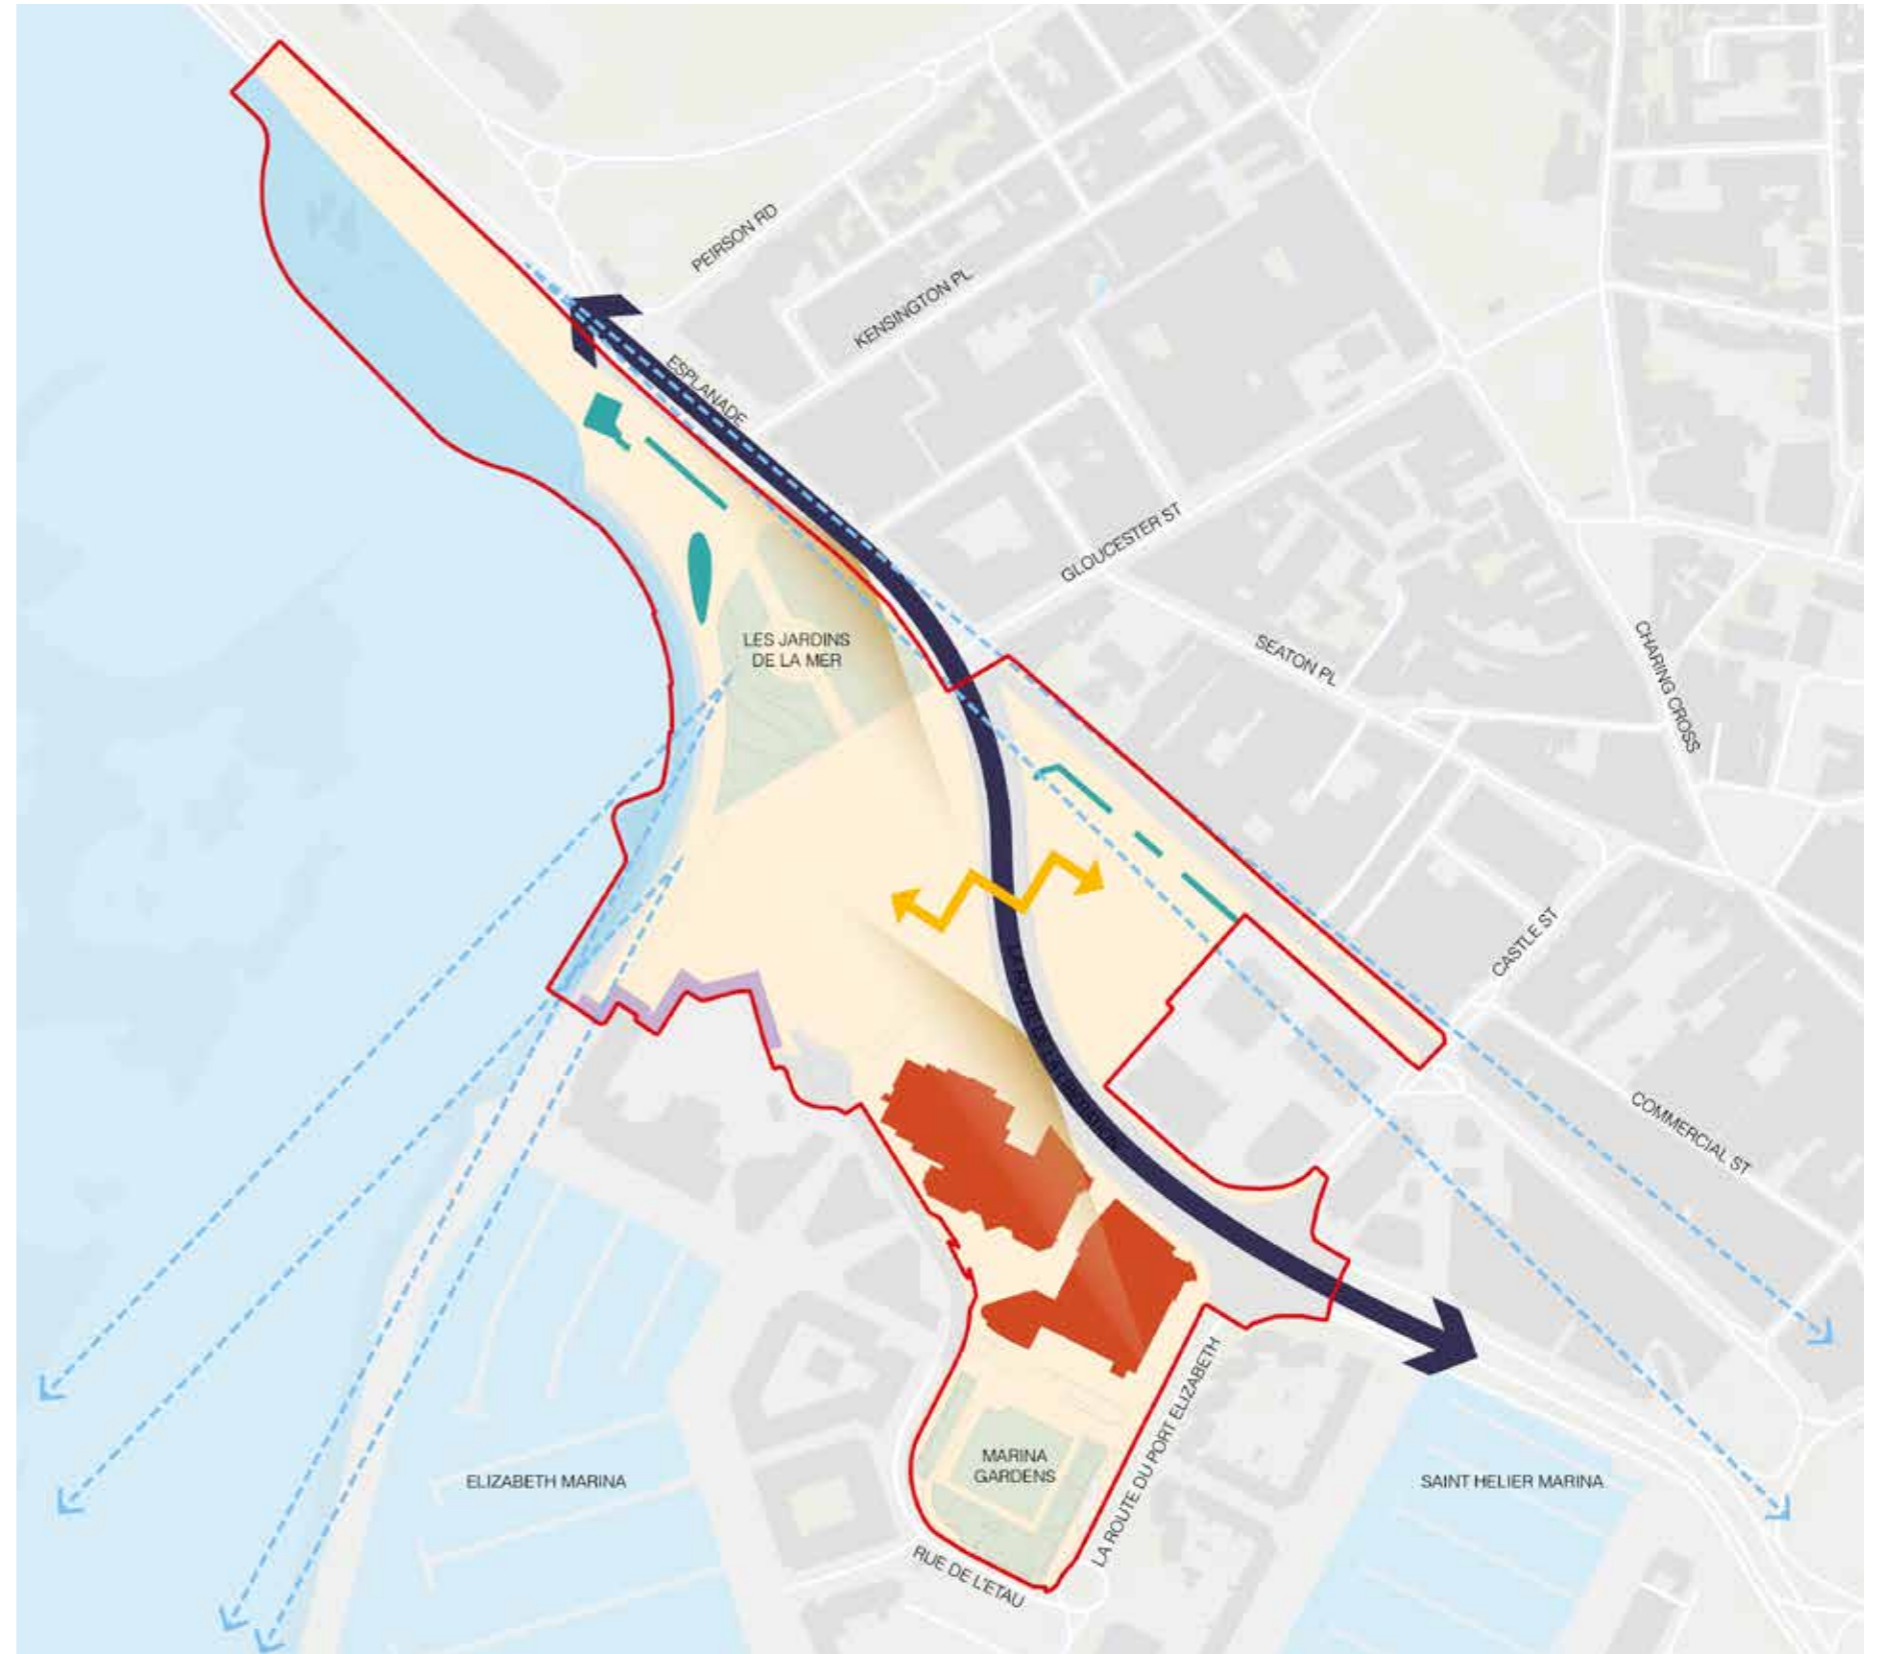 PEIRSON RD
KENSINGTON PL
ESPLANADE
GLOUCESTER ST
LES JARDINS
DE LA MER
SEATON PL
CHARING CROSS
CASTLE ST
COMMERCIAL ST
ELIZABETH MARINA
MARINA
GARDENS
LA ROUTE DU PORT ELIZABETH
SAINT HELIER MARINA
RUE DE L'ETAU